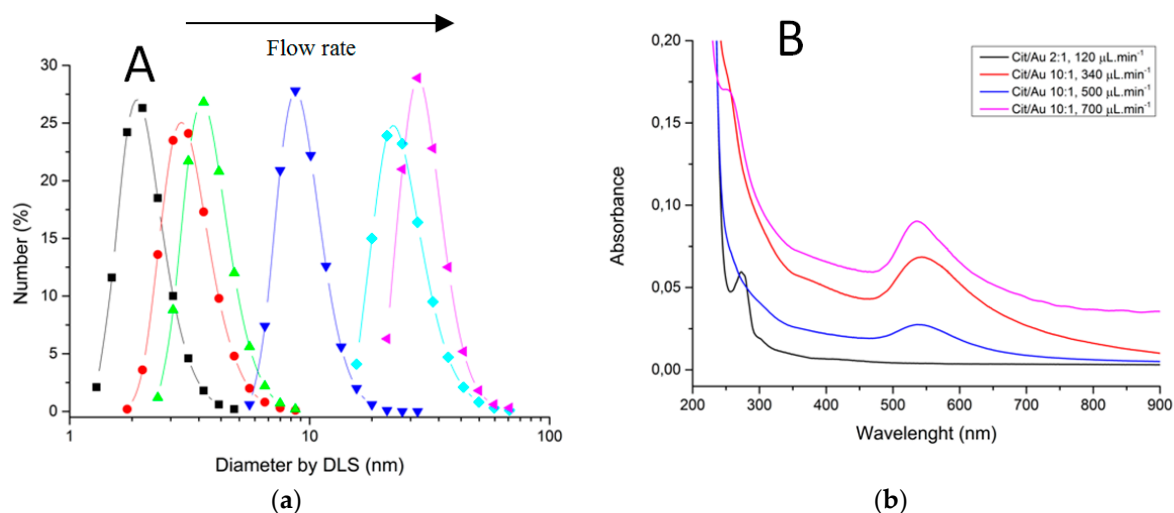 Flow rate
A
30
25
20
15
10
5
0
Number (%)
1
10
100
Diameter by DLS (nm)
(a)
B
Cit/Au 2:1, 120 μL.min⁻¹
Cit/Au 10:1, 340 μL.min⁻¹
Cit/Au 10:1, 500 μL.min⁻¹
Cit/Au 10:1, 700 μL.min⁻¹
0,20
0,15
0,10
0,05
0,00
Absorbance
200 300 400 500 600 700 800 900
Wavelenght (nm)
(b)